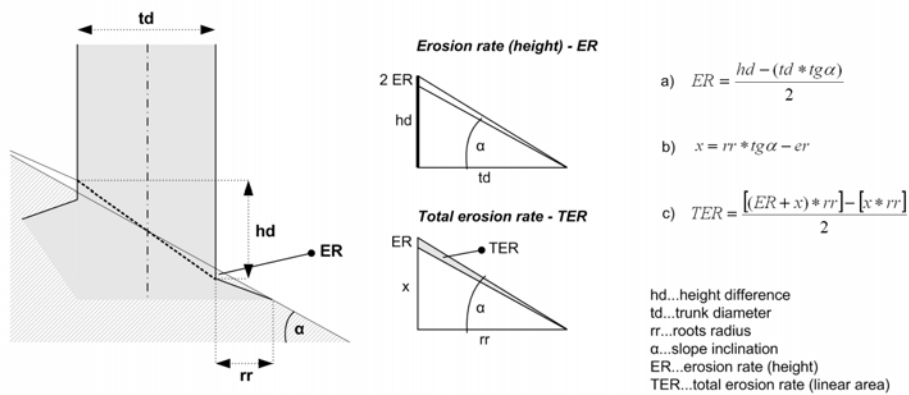 td
hd
ER
α
rr
Erosion rate (height) - ER
2 ER
hd
α
td
Total erosion rate - TER
ER
TER
x
α
rr
a) ER = \frac{hd-(td*tgα)}{2}
b) x = rr * tgα - er
c) TER = \frac{[(ER+x)*rr]-[x*rr]}{2}
hd...height difference
td...trunk diameter
rr...roots radius
α...slope inclination
ER...erosion rate (height)
TER...total erosion rate (linear area)